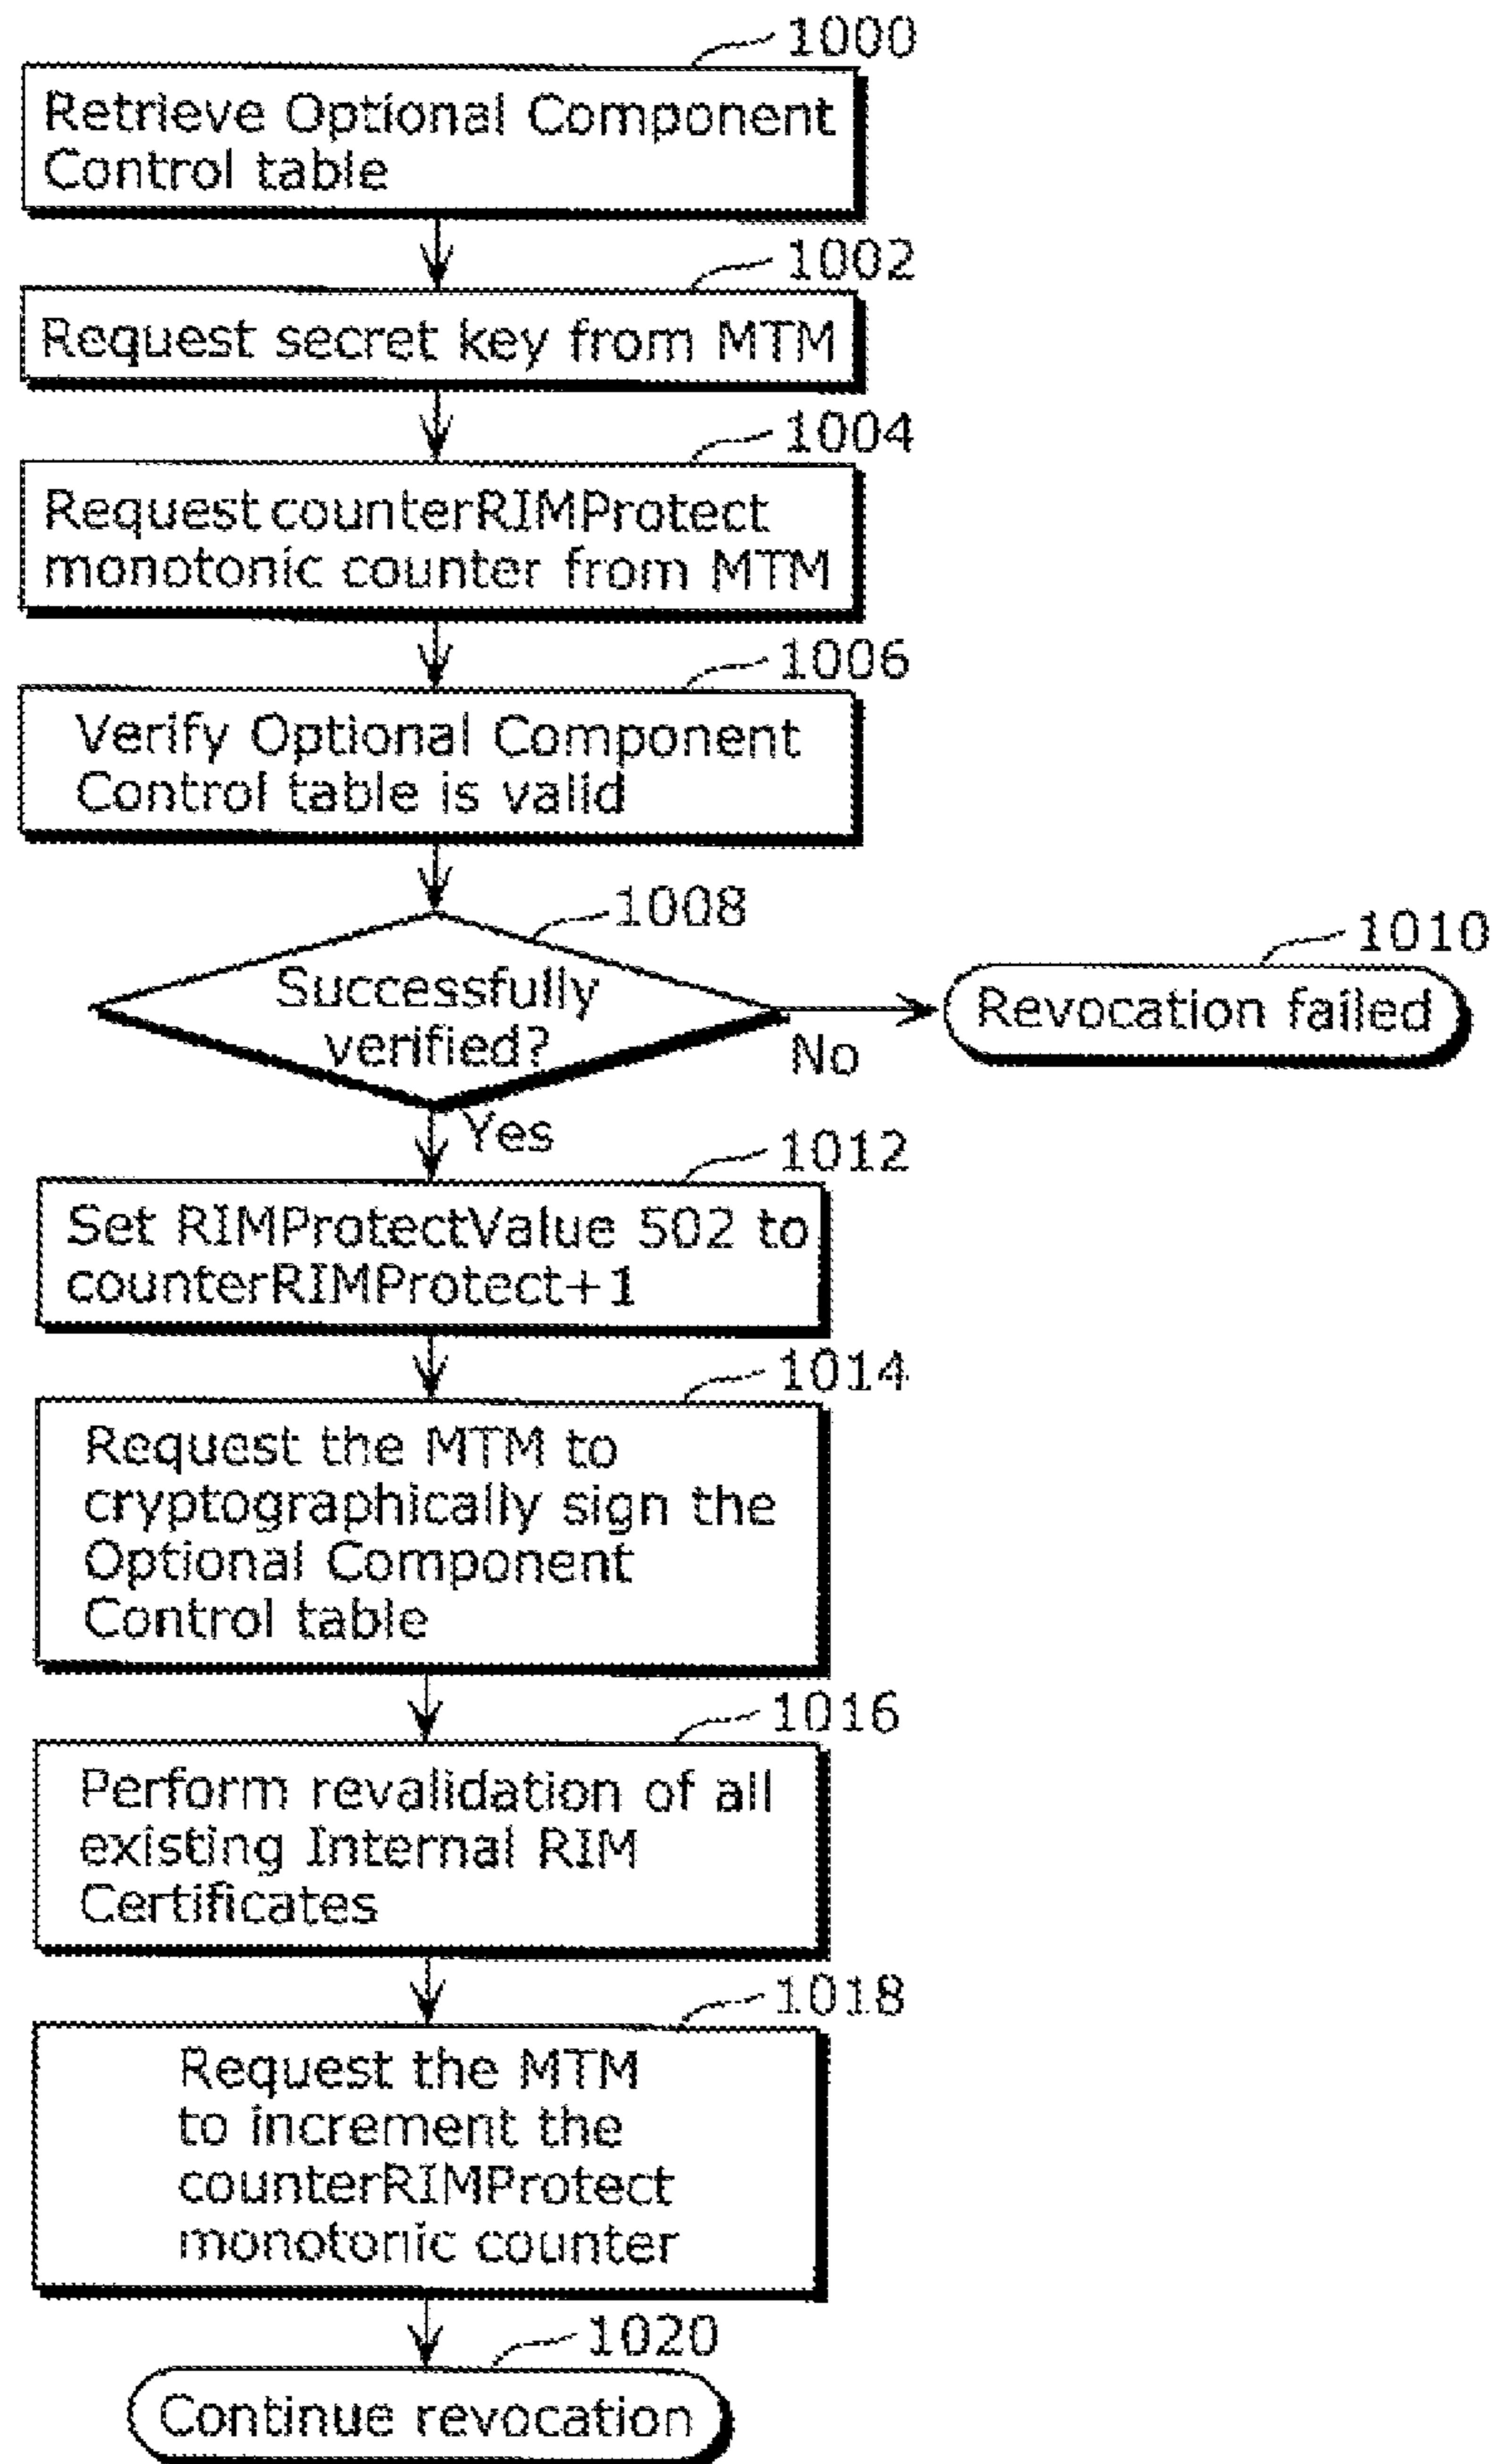 1000
Retrieve Optional Component
Control table
1002
Request secret key from MTM
1004
Request counterRIMProtect
monotonic counter from MTM
1006
Verify Optional Component
Control table is valid
1008
Successfully
verified?
1010
Revocation failed
No
Yes
1012
Set RIMProtectValue 502 to
counterRIMProtect+1
1014
Request the MTM to
cryptographically sign the
Optional Component
Control table
1016
Perform revalidation of all
existing Internal RIM
Certificates
1018
Request the MTM
to increment the
counterRIMProtect
monotonic counter
1020
Continue revocation